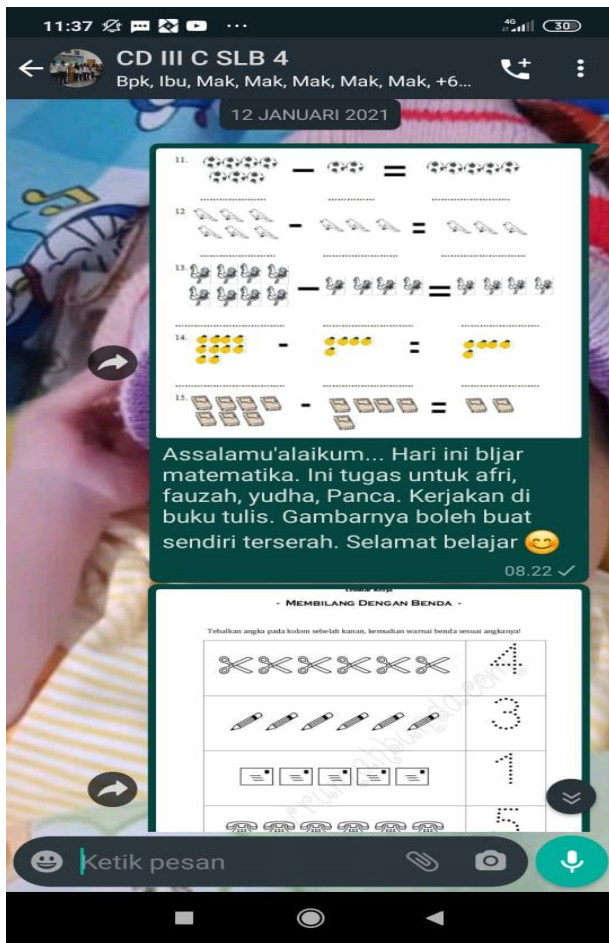 11:37 ...
4G 30
CD III C SLB 4
Bpk, Ibu, Mak, Mak, Mak, Mak, Mak, +6...
12 JANUARI 2021
11. - =
12 - =
13. - =
14. - =
15. - =
Assalamu'alaikum... Hari ini bljar
matematika. Ini tugas untuk afri,
fauzah, yudha, Panca. Kerjakan di
buku tulis. Gambarnya boleh buat
sendiri terserah. Selamat belajar 😊
08.22
Lembar Kerja
- MEMBILANG DENGAN BENDA -
Tebalkan angka pada kolom sebelah kanan, kemudian warnai benda sesuai angkanya!
4
3
1
5
Ketik pesan